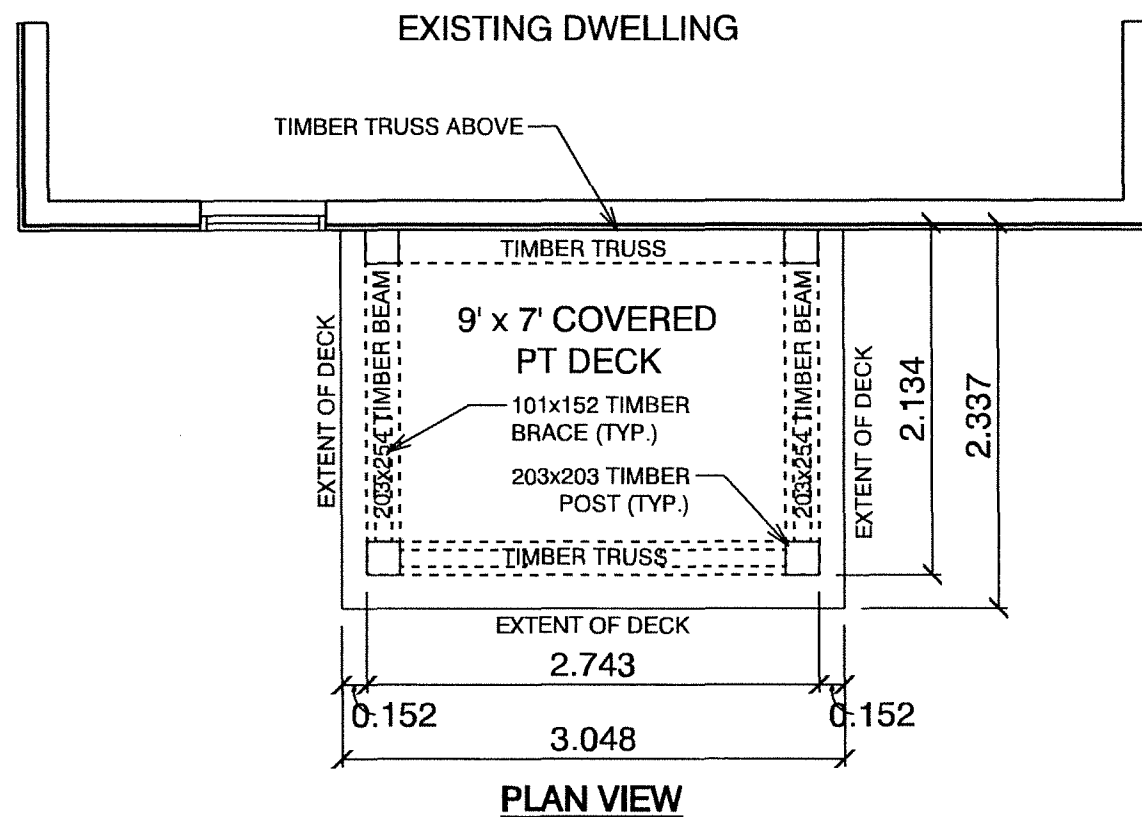 EXISTING DWELLING
TIMBER TRUSS ABOVE
TIMBER TRUSS
203x254 TIMBER BEAM
203x254 TIMBER BEAM
9' x 7' COVERED
PT DECK
EXTENT OF DECK
EXTENT OF DECK
101x152 TIMBER
BRACE (TYP.)
203x203 TIMBER
POST (TYP.)
2.134
2.337
TIMBER TRUSS
EXTENT OF DECK
2.743
0.152
0.152
3.048
PLAN VIEW